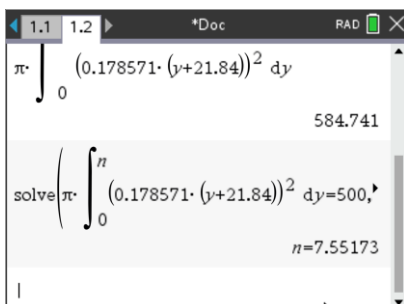 1.1 1.2 *Doc RAD
π· ∫ 0 (0.178571· (y+21.84))² dy
584.741
solve(π· ∫ n 0 (0.178571· (y+21.84))² dy=500,
n=7.55173